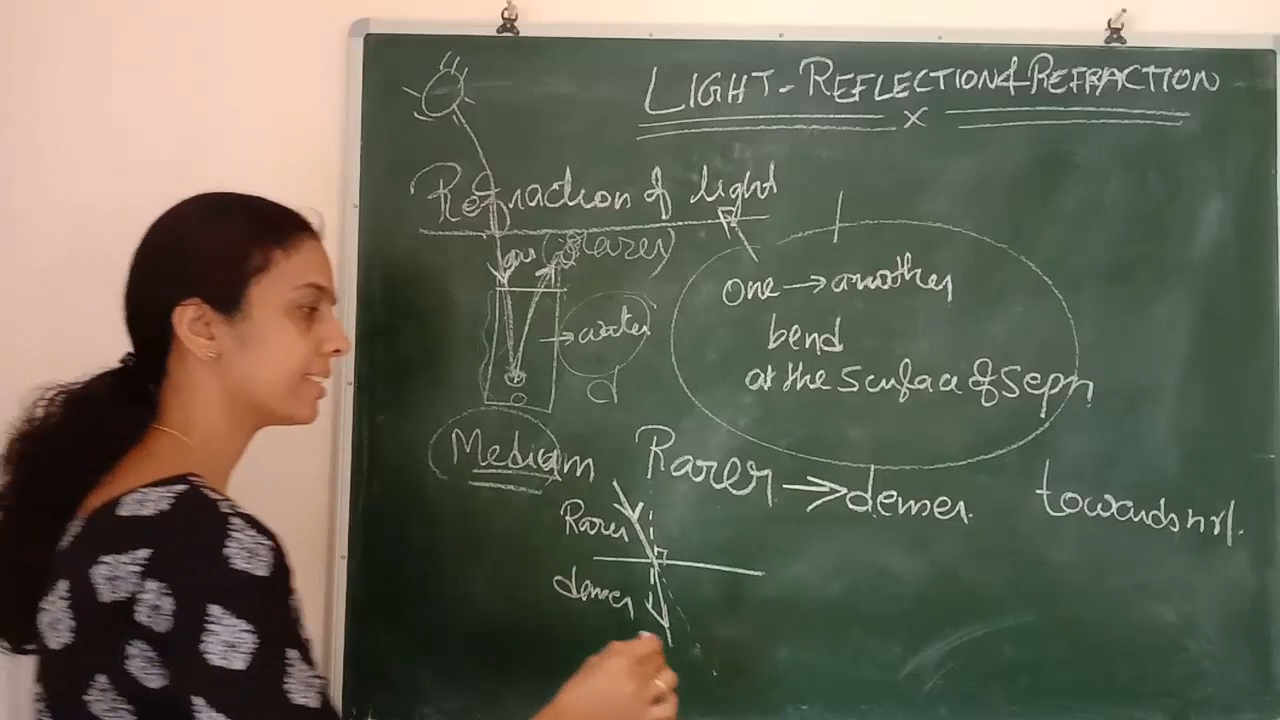 LIGHT - REFLECTION & REFRACTION
x
Refraction of light
(Rarer)
→ water
d
one → another
bend
at the surface of sepn
Medium
Rarer → denser towards nrl.
Rarer
denser